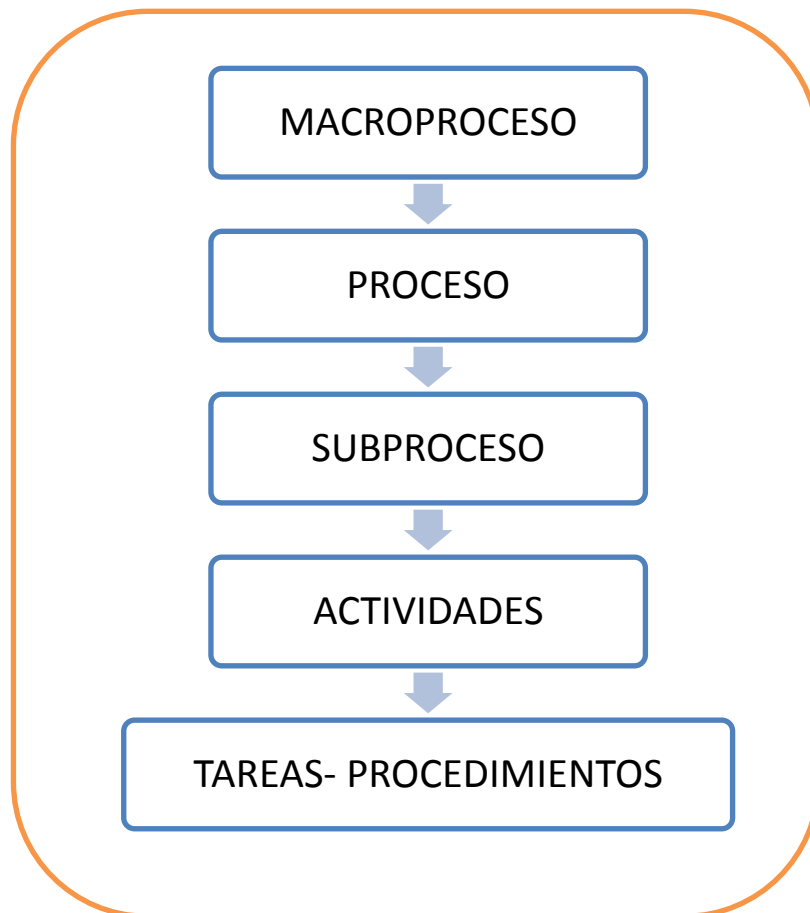 MACROPROCESO
PROCESO
SUBPROCESO
ACTIVIDADES
TAREAS- PROCEDIMIENTOS